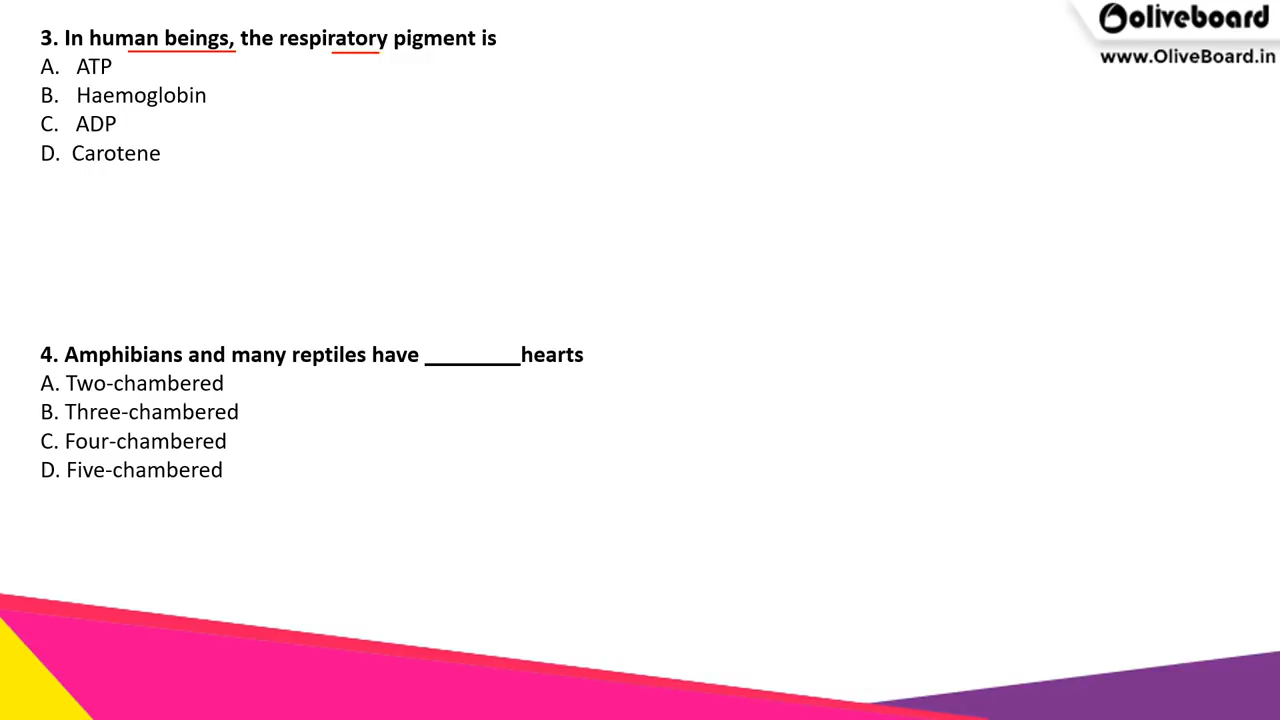 oliveboard
www.OliveBoard.in
3. In human beings, the respiratory pigment is
A. ATP
B. Haemoglobin
C. ADP
D. Carotene
4. Amphibians and many reptiles have ________hearts
A. Two-chambered
B. Three-chambered
C. Four-chambered
D. Five-chambered